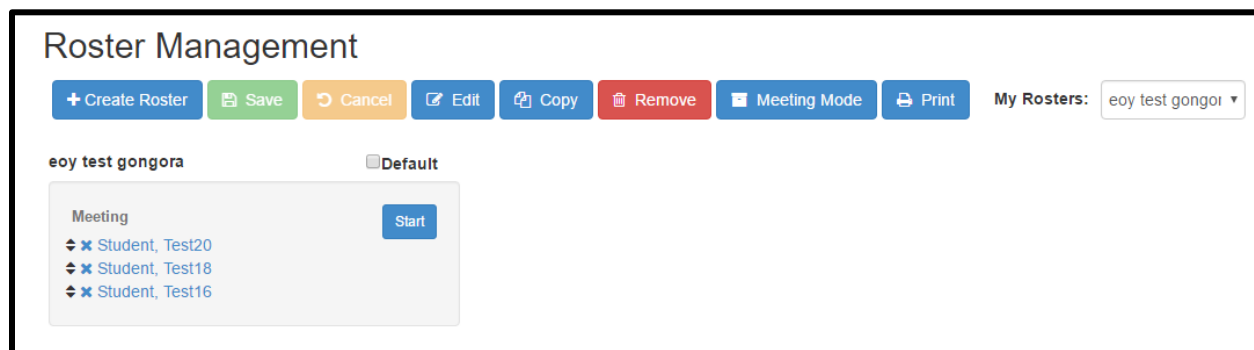 Roster Management
Create Roster Save Cancel Edit Copy Remove Meeting Mode Print My Rosters: eoy test gongor
eoy test gongora Default
Meeting Start
Student, Test20
Student, Test18
Student, Test16